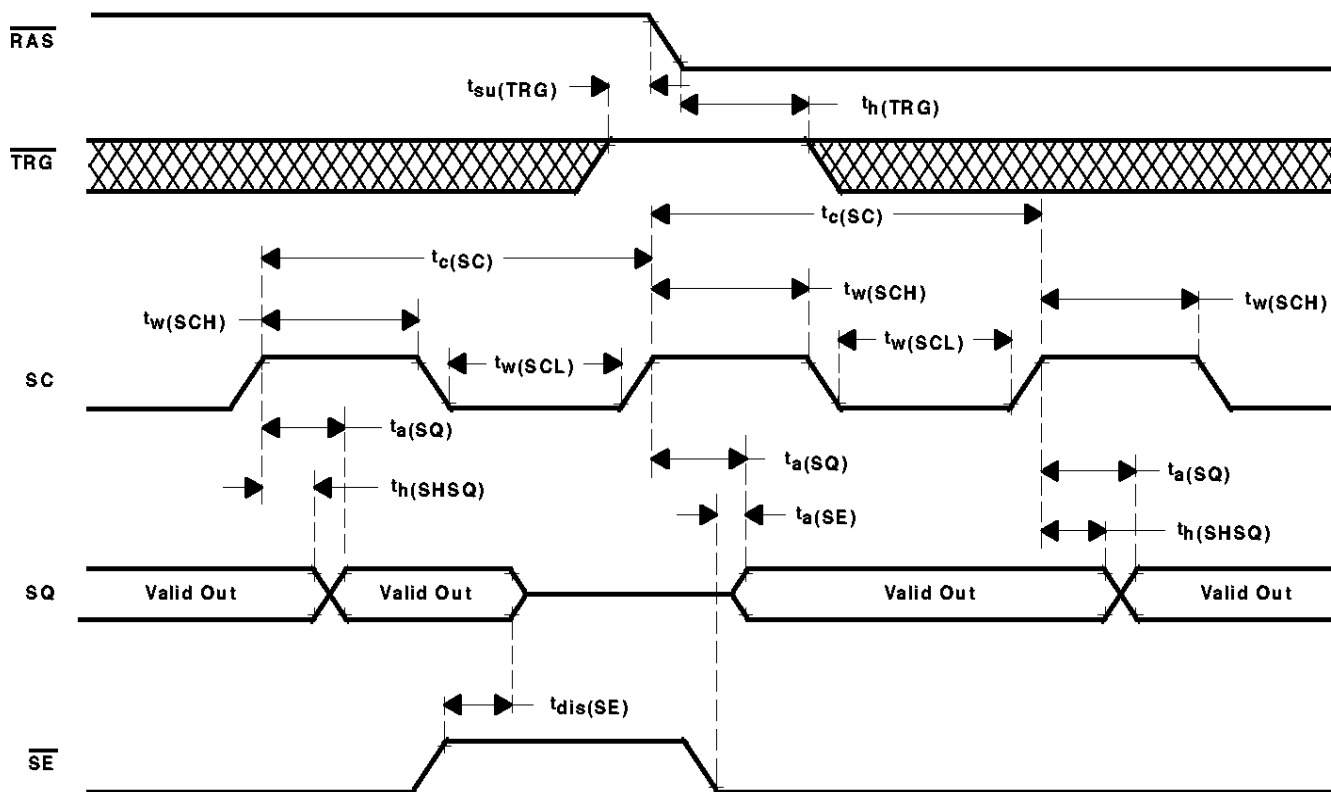 RAS
tsu(TRG)
th(TRG)
TRG
tc(SC)
tc(SC)
tw(SCH)
tw(SCH)
tw(SCH)
tw(SCL)
tw(SCL)
SC
ta(SQ)
ta(SQ)
ta(SQ)
th(SHSQ)
ta(SE)
th(SHSQ)
SQ
Valid Out
Valid Out
Valid Out
Valid Out
tdis(SE)
SE